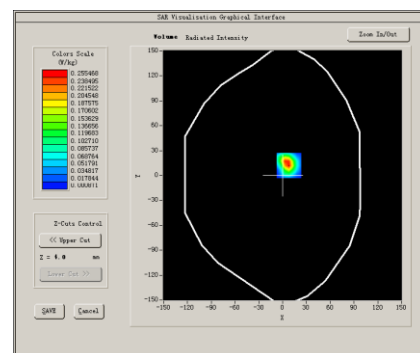 SAR Visualisation Graphical Interface
Volume Radiated Intensity
Zoom In/Out
Colors Scale
(W/kg)
0.255468
0.238495
0.221522
0.204548
0.187575
0.170602
0.153629
0.136656
0.119683
0.102710
0.085737
0.068764
0.051791
0.034817
0.017844
Z-Cuts Control
<< Upper Cut
Z = 4.0 mm
Lower Cut >>
SAVE
Cancel
150
120
90
60
30
0
-30
-60
-90
-120
-150
-150 -120 -90 -60 -30 0 30 60 90 120 150
X